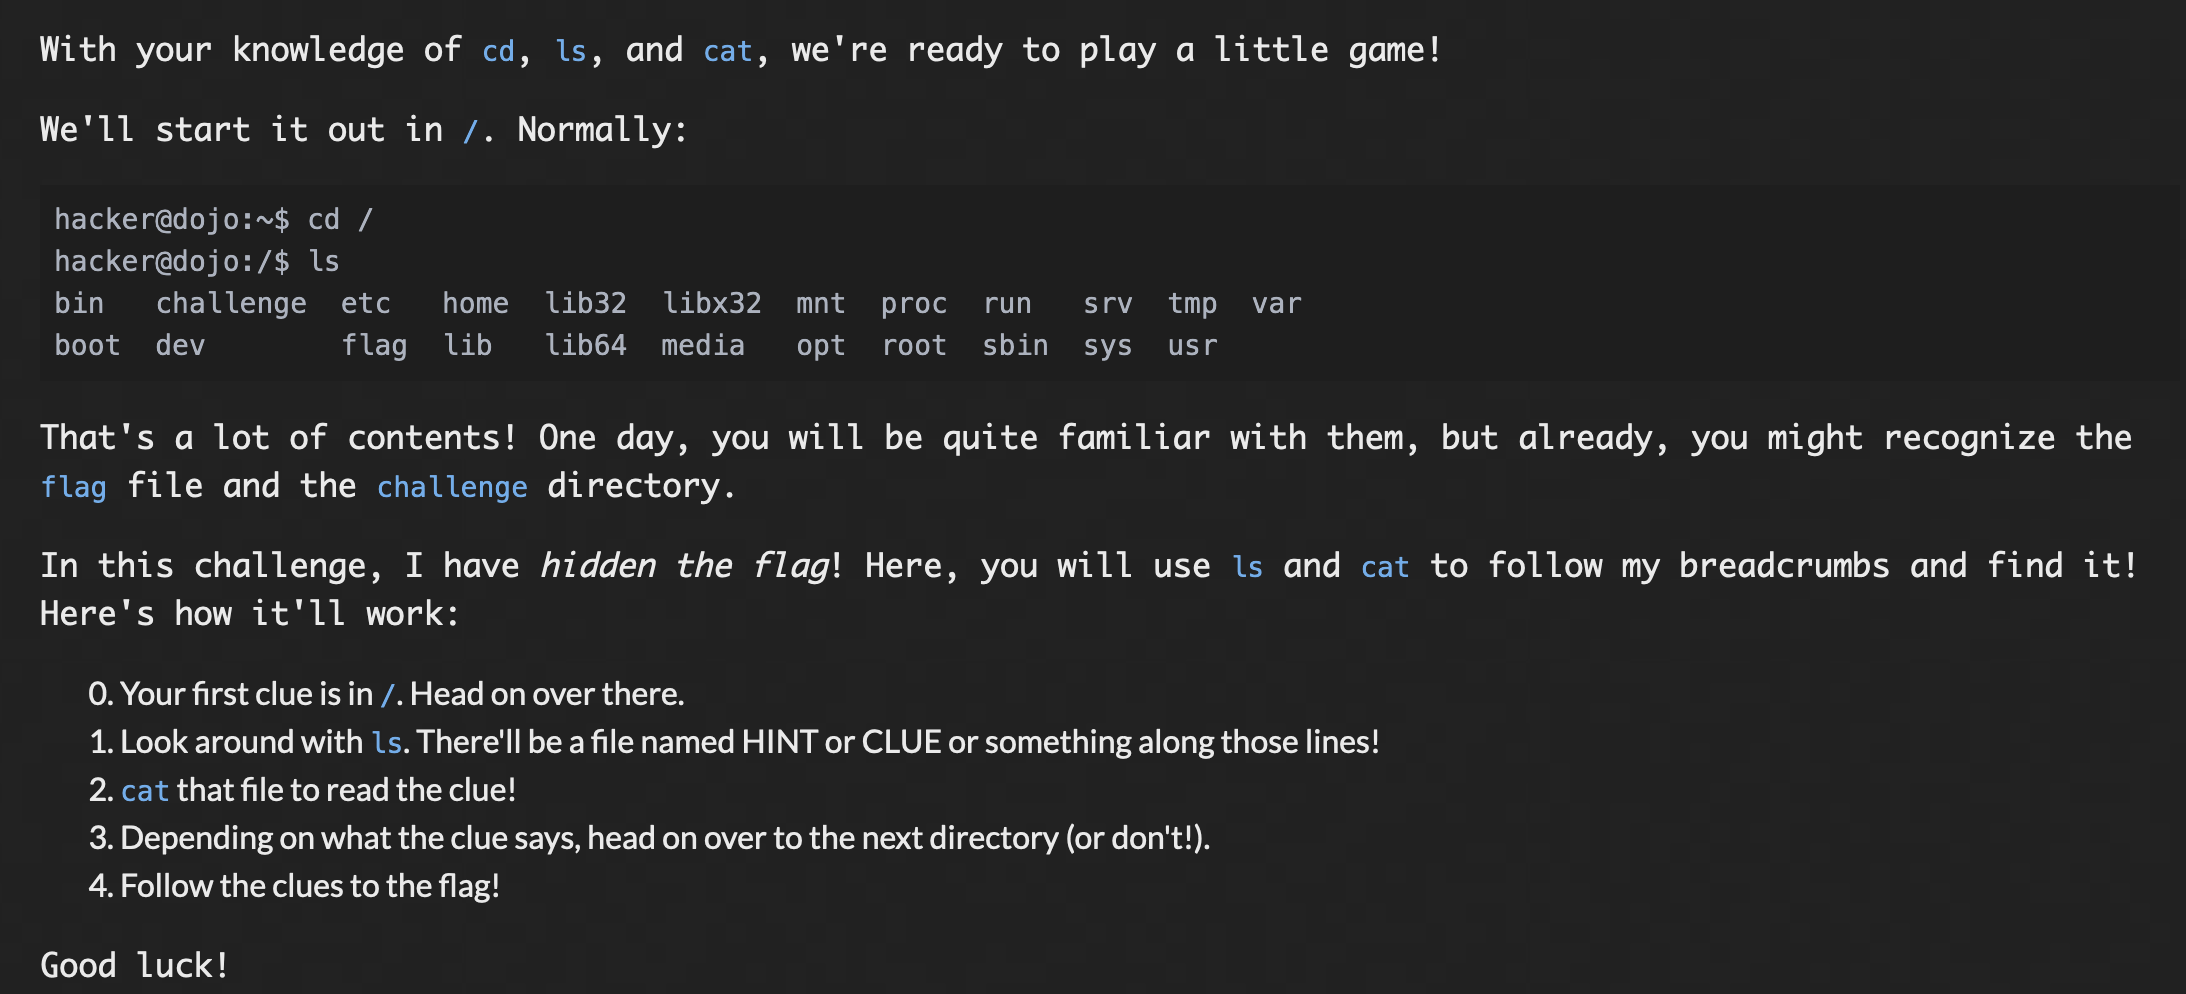 With your knowledge of cd, ls, and cat, we're ready to play a little game!
We'll start it out in /. Normally:
hacker@dojo:~$ cd /
hacker@dojo:/$ ls
bin   challenge  etc   home  lib32  libx32  mnt  proc  run   srv  tmp  var
boot  dev        flag  lib   lib64  media   opt  root  sbin  sys  usr
That's a lot of contents! One day, you will be quite familiar with them, but already, you might recognize the
flag file and the challenge directory.
In this challenge, I have hidden the flag! Here, you will use ls and cat to follow my breadcrumbs and find it!
Here's how it'll work:
0. Your first clue is in /. Head on over there.
1. Look around with ls. There'll be a file named HINT or CLUE or something along those lines!
2. cat that file to read the clue!
3. Depending on what the clue says, head on over to the next directory (or don't!).
4. Follow the clues to the flag!
Good luck!